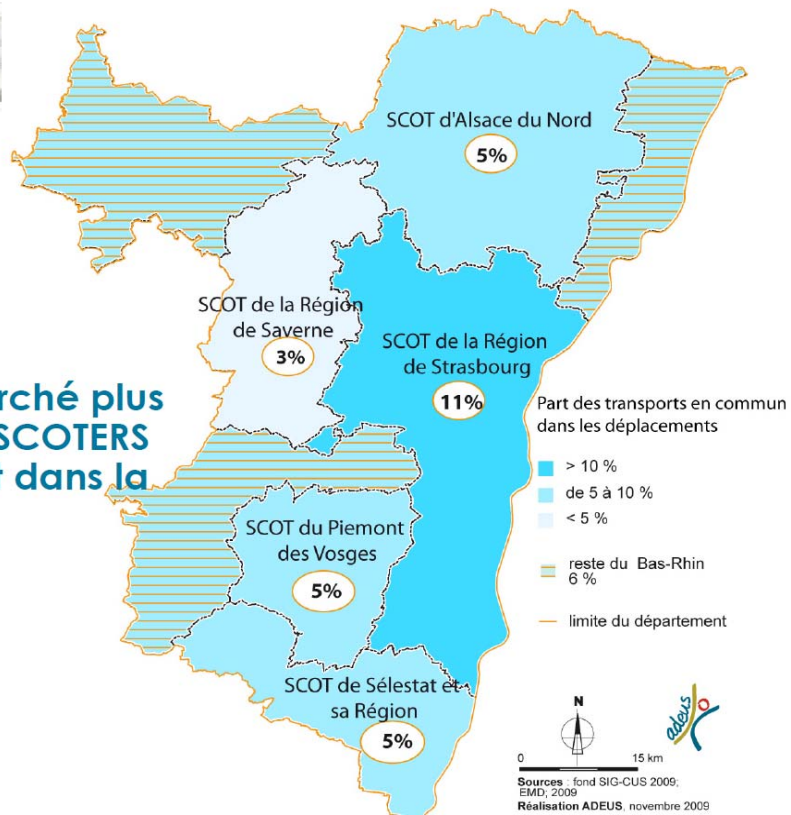 SCOT d'Alsace du Nord
5%
SCOT de la Région
de Saverne
3%
SCOT de la Région
de Strasbourg
11%
rché plus
SCOTERS
dans la
Part des transports en commun
dans les déplacements
> 10 %
de 5 à 10 %
< 5 %
reste du Bas-Rhin
6 %
limite du département
SCOT du Piemont
des Vosges
5%
SCOT de Sélestat et
sa Région
5%
N
0 15 km
adeus
Sources : fond SIG-CUS 2009;
EMD; 2009
Réalisation ADEUS, novembre 2009